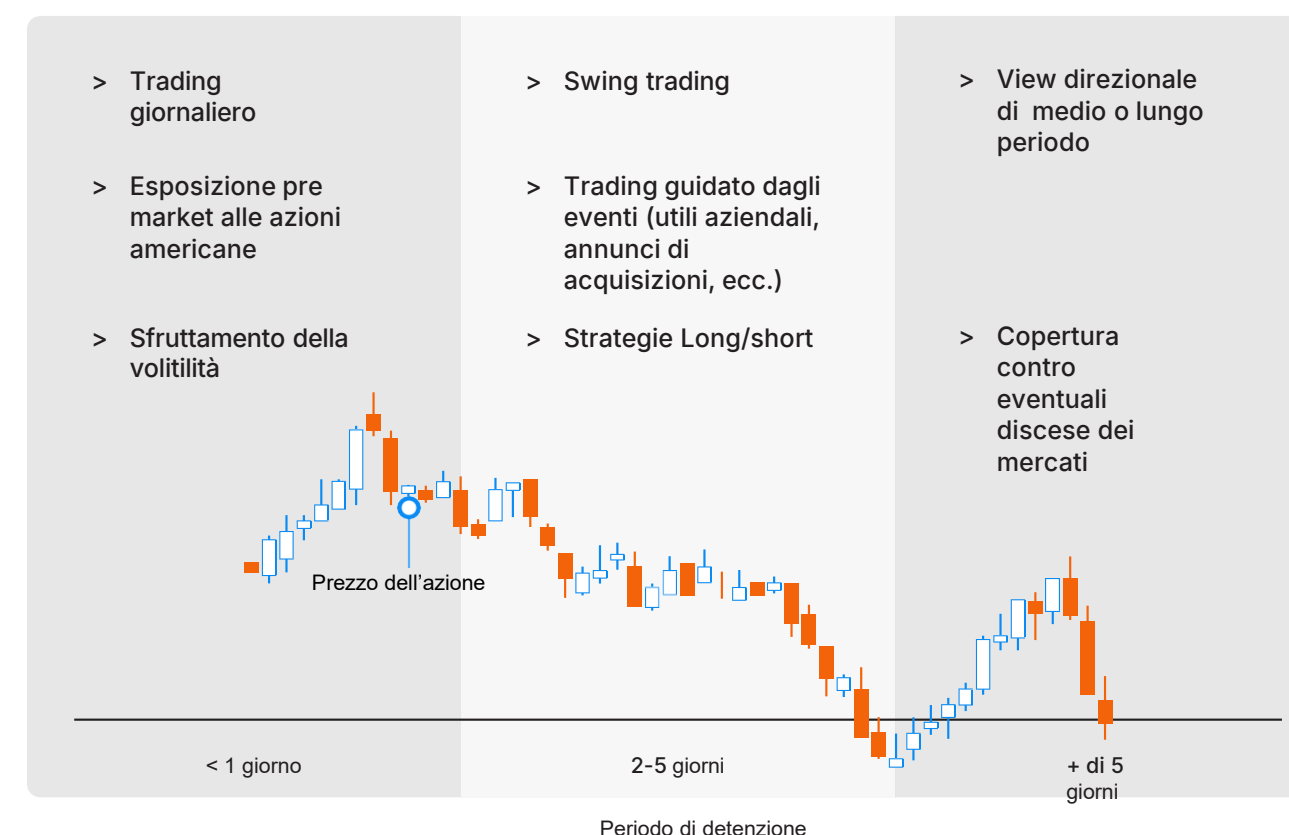 > Trading
giornaliero
> Esposizione pre
market alle azioni
americane
> Sfruttamento della
volitilità
> Swing trading
> Trading guidato dagli
eventi (utili aziendali,
annunci di
acquisizioni, ecc.)
> Strategie Long/short
> View direzionale
di medio o lungo
periodo
> Copertura
contro
eventuali
discese dei
mercati
Prezzo dell'azione
< 1 giorno
2-5 giorni
+ di 5
giorni
Periodo di detenzione